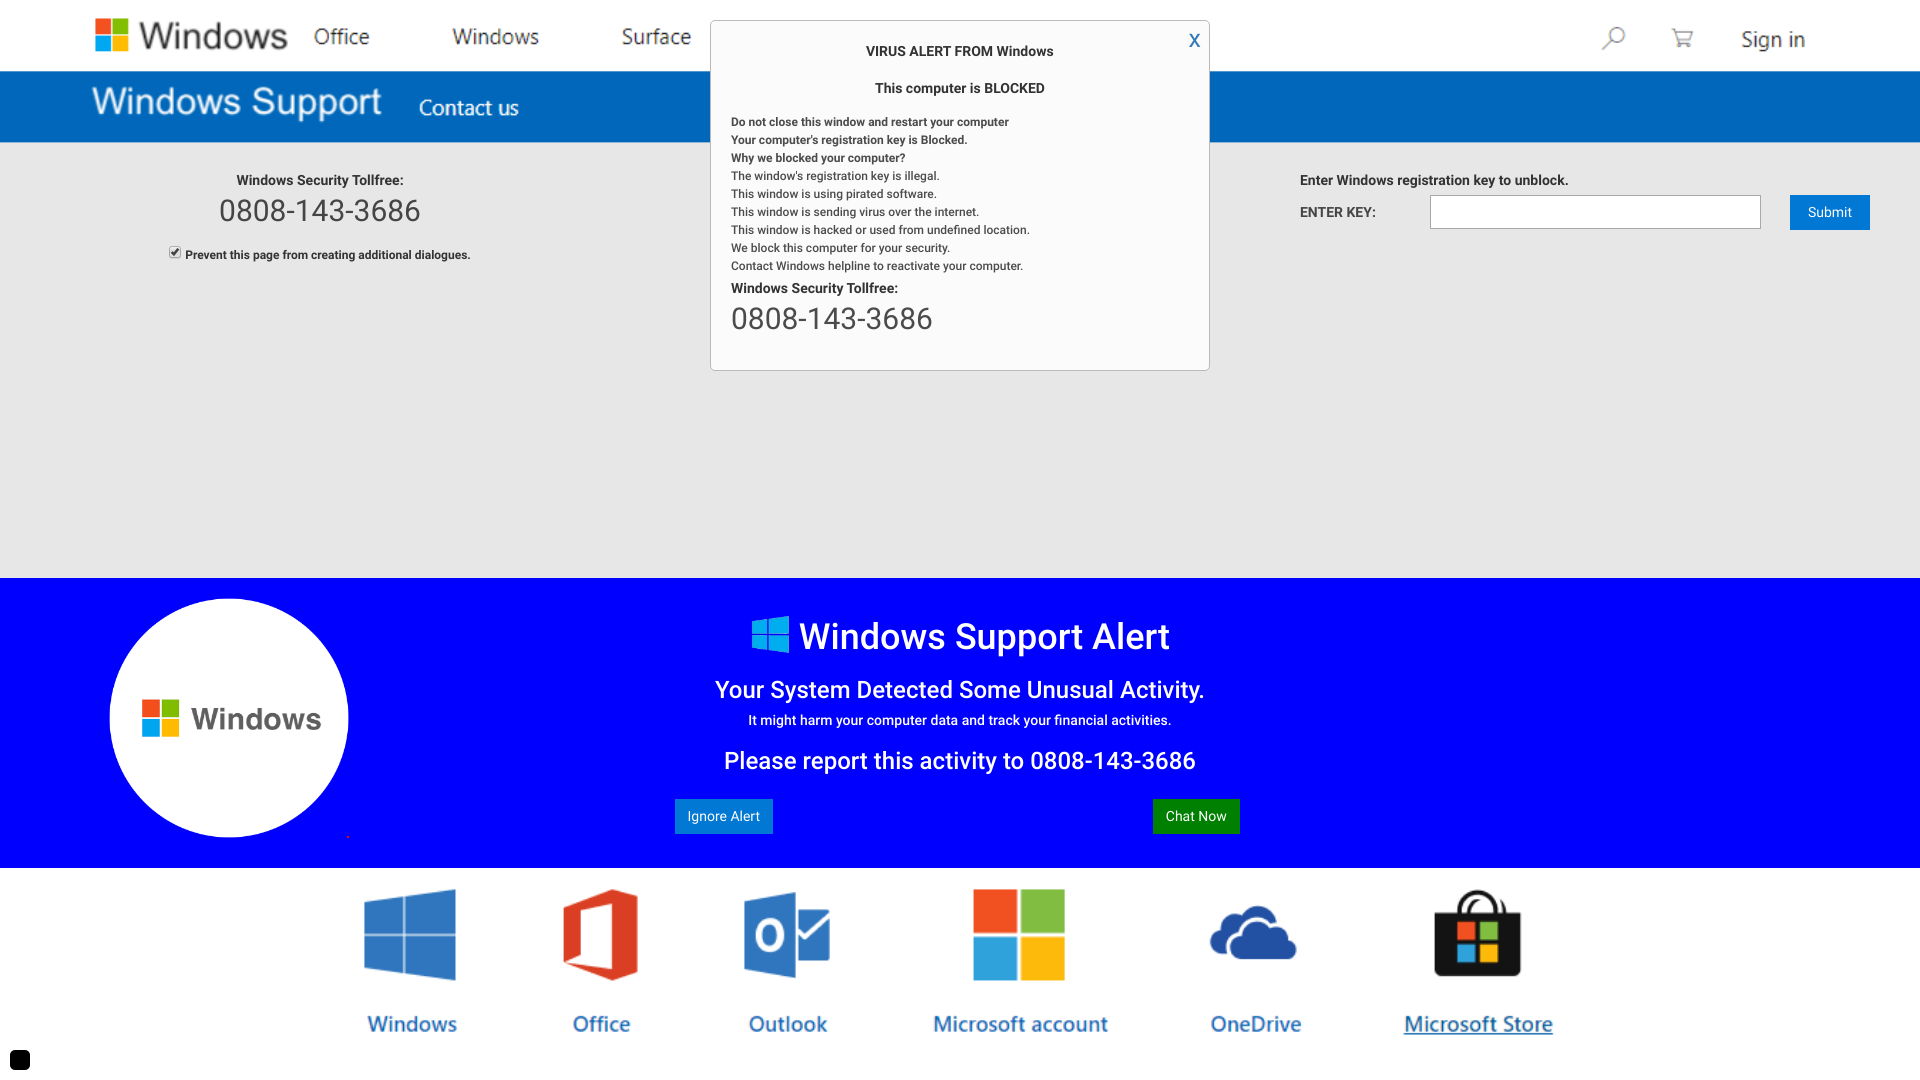 Windows
Office
Windows
Surface
Sign in
Windows Support
Contact us
X
VIRUS ALERT FROM Windows
This computer is BLOCKED
Do not close this window and restart your computer
Your computer's registration key is Blocked.
Why we blocked your computer?
The window's registration key is illegal.
This window is using pirated software.
This window is sending virus over the internet.
This window is hacked or used from undefined location.
We block this computer for your security.
Contact Windows helpline to reactivate your computer.
Windows Security Tollfree:
0808-143-3686
Windows Security Tollfree:
0808-143-3686
Prevent this page from creating additional dialogues.
Enter Windows registration key to unblock.
ENTER KEY:
Submit
Windows
Windows Support Alert
Your System Detected Some Unusual Activity.
It might harm your computer data and track your financial activities.
Please report this activity to 0808-143-3686
Ignore Alert
Chat Now
Windows
Office
Outlook
Microsoft account
OneDrive
Microsoft Store